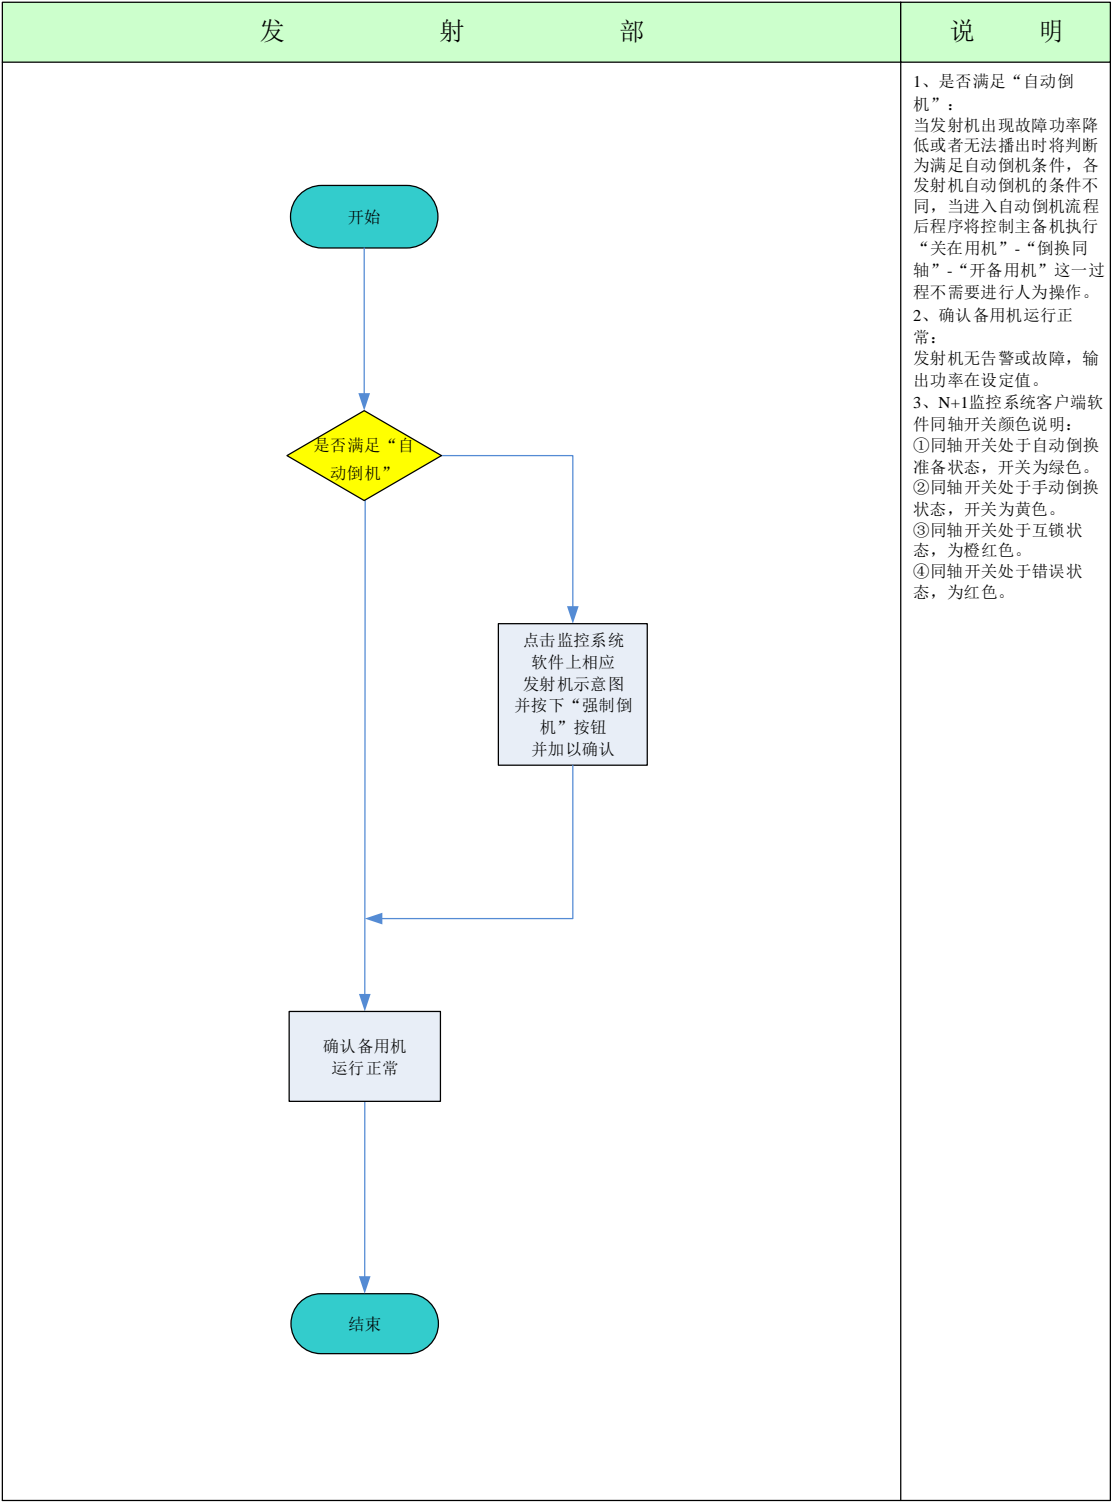 发 射 部
说 明
开始
是否满足“自
动倒机”
点击监控系统
软件上相应
发射机示意图
并按下“强制倒
机”按钮
并加以确认
确认备用机
运行正常
结束
1、是否满足“自动倒
机”：
当发射机出现故障功率降
低或者无法播出时将判断
为满足自动倒机条件，各
发射机自动倒机的条件不
同，当进入自动倒机流程
后程序将控制主备机执行
“关在用机”-“倒换同
轴”-“开备用机”这一过
程不需要进行人为操作。
2、确认备用机运行正
常：
发射机无告警或故障，输
出功率在设定值。
3、N+1监控系统客户端软
件同轴开关颜色说明：
①同轴开关处于自动倒换
准备状态，开关为绿色。
②同轴开关处于手动倒换
状态，开关为黄色。
③同轴开关处于互锁状
态，为橙红色。
④同轴开关处于错误状
态，为红色。